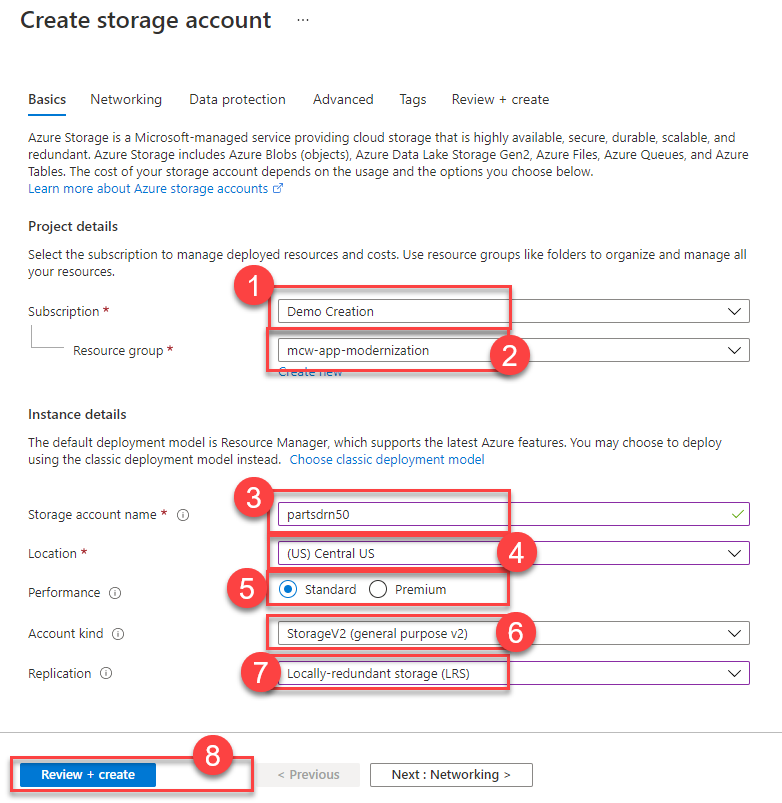 Create storage account ...
Basics Networking Data protection Advanced Tags Review + create
Azure Storage is a Microsoft-managed service providing cloud storage that is highly available, secure, durable, scalable, and
redundant. Azure Storage includes Azure Blobs (objects), Azure Data Lake Storage Gen2, Azure Files, Azure Queues, and Azure
Tables. The cost of your storage account depends on the usage and the options you choose below.
Learn more about Azure storage accounts
Project details
Select the subscription to manage deployed resources and costs. Use resource groups like folders to organize and manage all
your resources.
1
Subscription * Demo Creation
Resource group * mcw-app-modernization 2
Create new
Instance details
The default deployment model is Resource Manager, which supports the latest Azure features. You may choose to deploy
using the classic deployment model instead. Choose classic deployment model
3
Storage account name * partsdrn50
Location * (US) Central US 4
Performance 5 Standard Premium
Account kind StorageV2 (general purpose v2) 6
Replication 7 Locally-redundant storage (LRS)
8
Review + create < Previous Next : Networking >